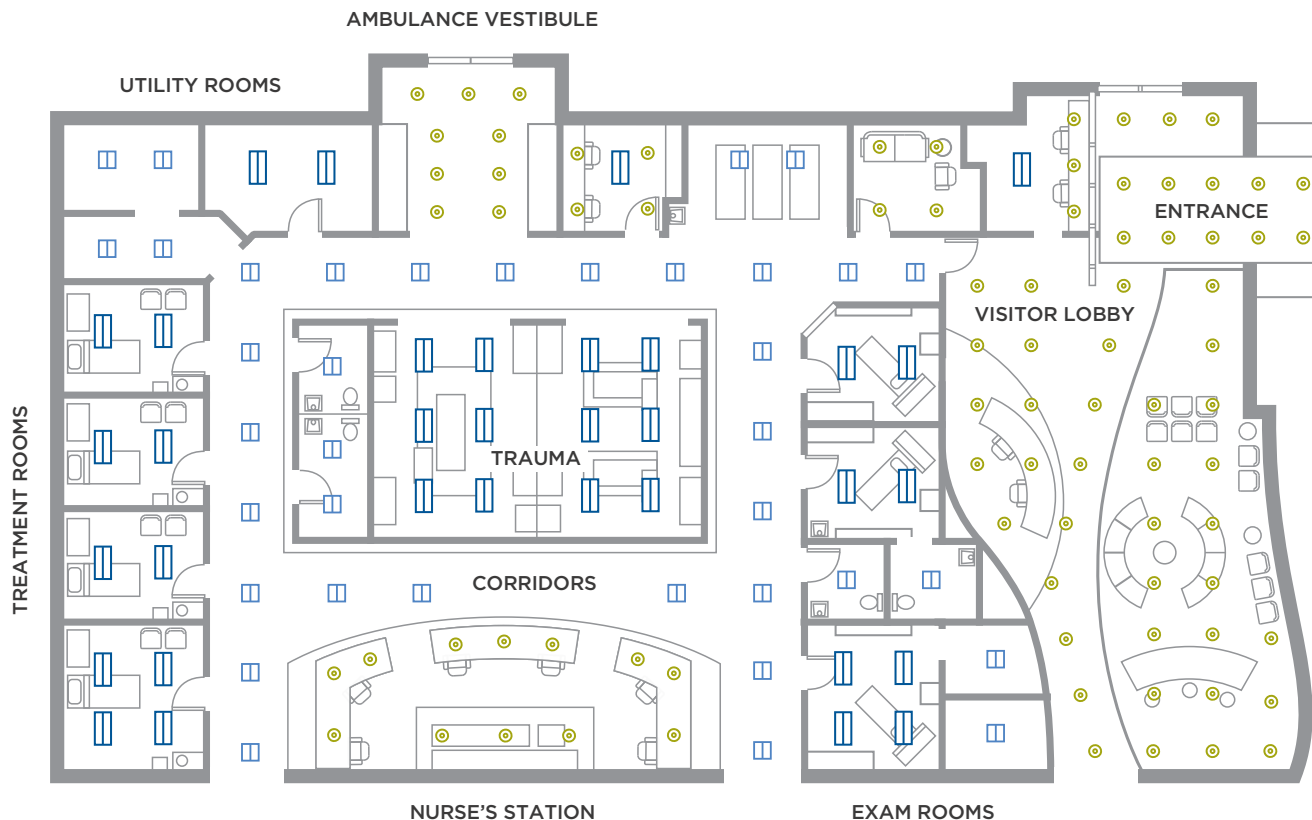 AMBULANCE VESTIBULE
UTILITY ROOMS
ENTRANCE
VISITOR LOBBY
TREATMENT ROOMS
TRAUMA
CORRIDORS
NURSE'S STATION
EXAM ROOMS